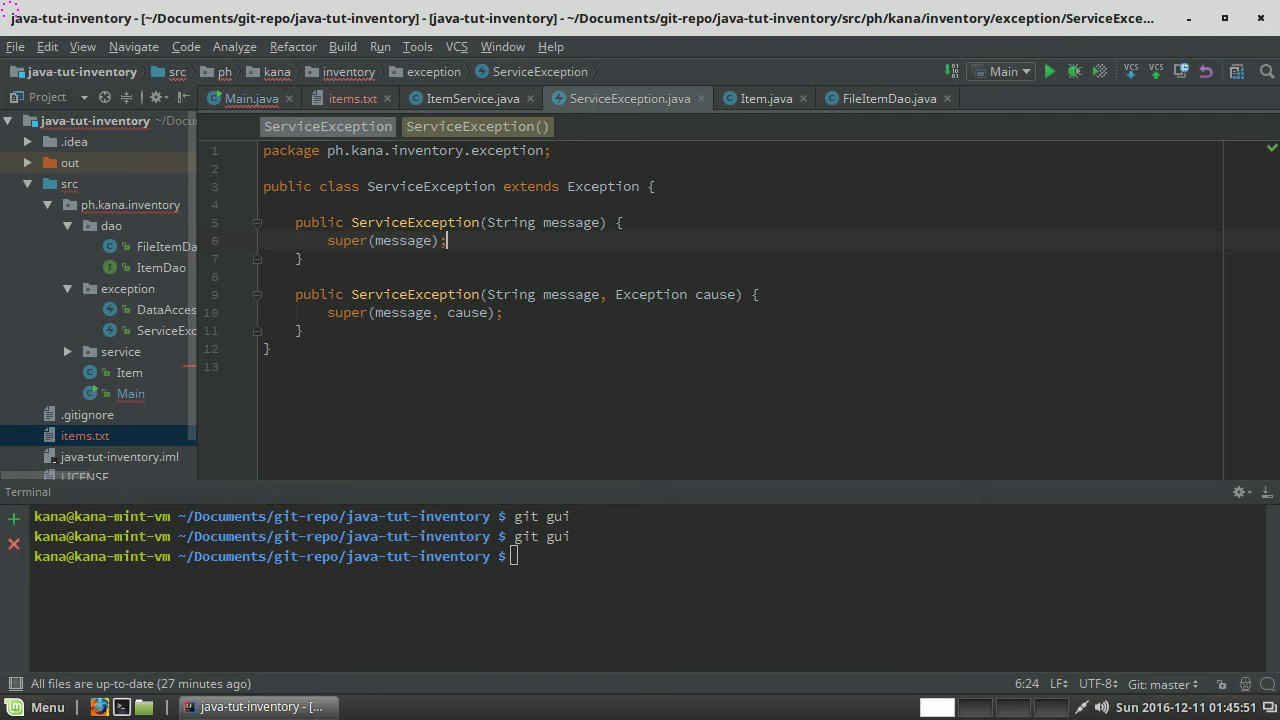 java-tut-inventory - [~/Documents/git-repo/java-tut-inventory] - [java-tut-inventory] - ~/Documents/git-repo/java-tut-inventory/src/ph/kana/inventory/exception/ServiceExce...
File Edit View Navigate Code Analyze Refactor Build Run Tools VCS Window Help
java-tut-inventory src ph kana inventory exception ServiceException Main VCS VCS
Project Main.java items.txt ItemService.java ServiceException.java Item.java FileItemDao.java
java-tut-inventory ~/Docu
.idea
out
src
ph.kana.inventory
dao
FileItemDa
ItemDao
exception
DataAcces
ServiceExc
service
Item
Main
.gitignore
items.txt
java-tut-inventory.iml
LICENSE
ServiceException ServiceException()
1 package ph.kana.inventory.exception;
2
3 public class ServiceException extends Exception {
4
5 public ServiceException(String message) {
6 super(message);
7 }
8
9 public ServiceException(String message, Exception cause) {
10 super(message, cause);
11 }
12 }
13
Terminal
kana@kana-mint-vm ~/Documents/git-repo/java-tut-inventory $ git gui
kana@kana-mint-vm ~/Documents/git-repo/java-tut-inventory $ git gui
kana@kana-mint-vm ~/Documents/git-repo/java-tut-inventory $
All files are up-to-date (27 minutes ago) 6:24 LF UTF-8 Git: master
Menu java-tut-inventory - [... Sun 2016-12-11 01:45:51